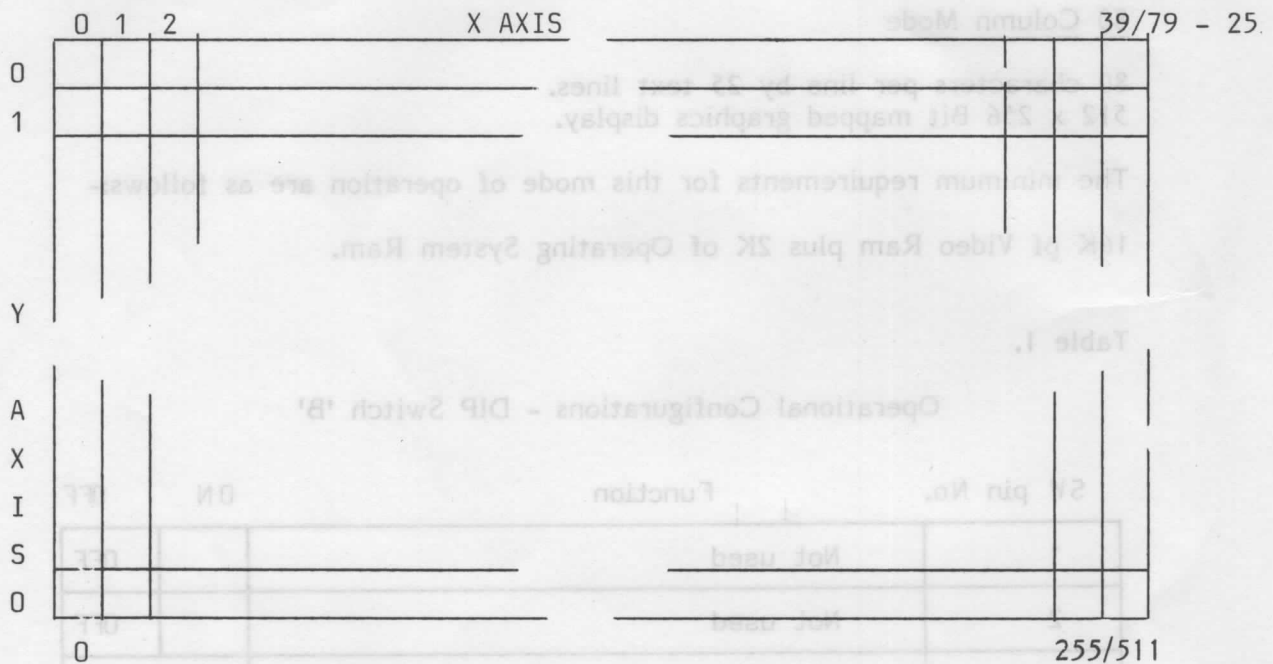 0 1 2 X AXIS 39/79 - 25
0
1
Y
A
X
I
S
0
0 255/511
80 Column Mode
80 characters per line by 25 text lines.
512 x 256 Bit mapped graphics display.
The minimum requirements for this mode of operation are as follows:-
16K of Video Ram plus 2K of Operating System Ram.
Table 1.
Operational Configurations - DIP Switch 'B'
SW pin No. Function ON OFF
Not used OFF
2 Not used OFF